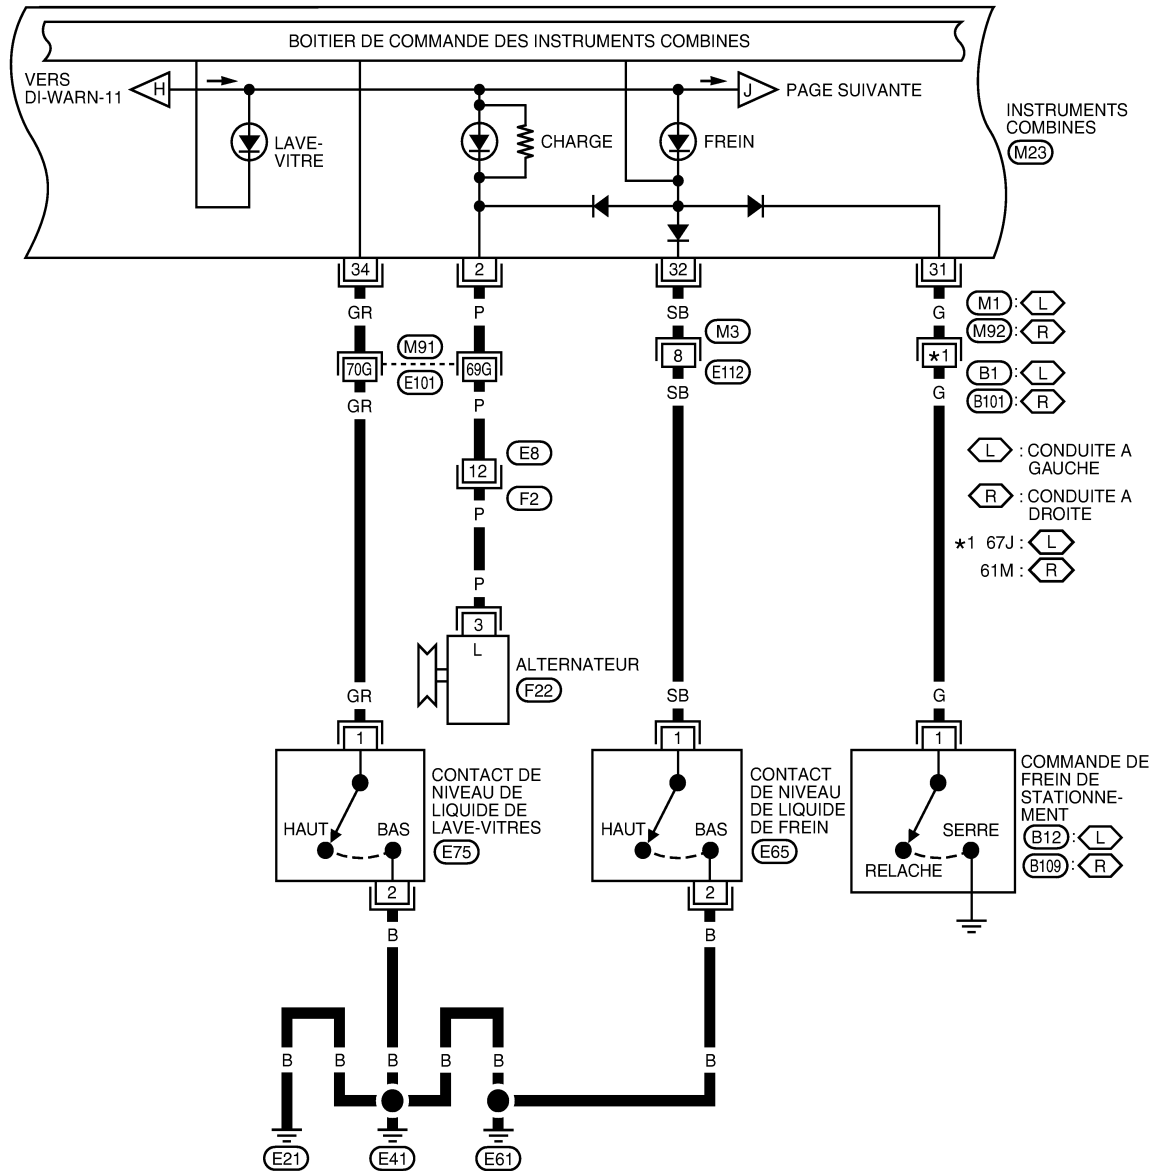 BOITIER DE COMMANDE DES INSTRUMENTS COMBINES
VERS
DI-WARN-11
H
J
PAGE SUIVANTE
LAVE-
VITRE
CHARGE
FREIN
INSTRUMENTS
COMBINES
M23
34
2
32
31
GR
P
SB
G
M1 : L
M92 : R
M91
E101
70G
69G
M3
8
E112
*1
B1 : L
B101 : R
GR
P
SB
G
E8
12
F2
P
L : CONDUITE A
GAUCHE
R : CONDUITE A
DROITE
*1 67J : L
61M : R
P
3
L
ALTERNATEUR
F22
GR
SB
G
1
1
1
CONTACT DE
NIVEAU DE
LIQUIDE DE
LAVE-VITRES
E75
HAUT
BAS
2
CONTACT
DE NIVEAU
DE LIQUIDE
DE FREIN
E65
HAUT
BAS
2
COMMANDE DE
FREIN DE
STATIONNE-
MENT
B12 : L
B109 : R
SERRE
RELACHE
B
B
B
B
B
B
B
B
E21
E41
E61